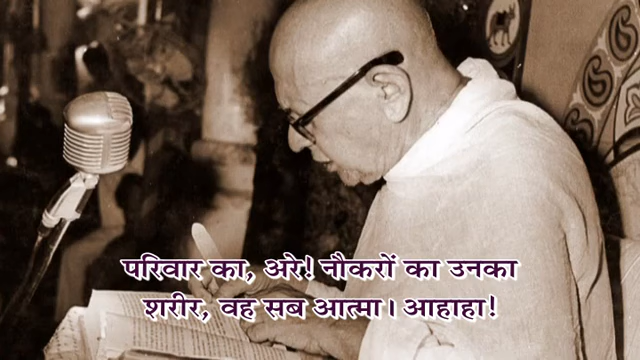 परिवार का, अरे! नौकरों का उनका
शरीर, वह सब आत्मा। आहाहा!